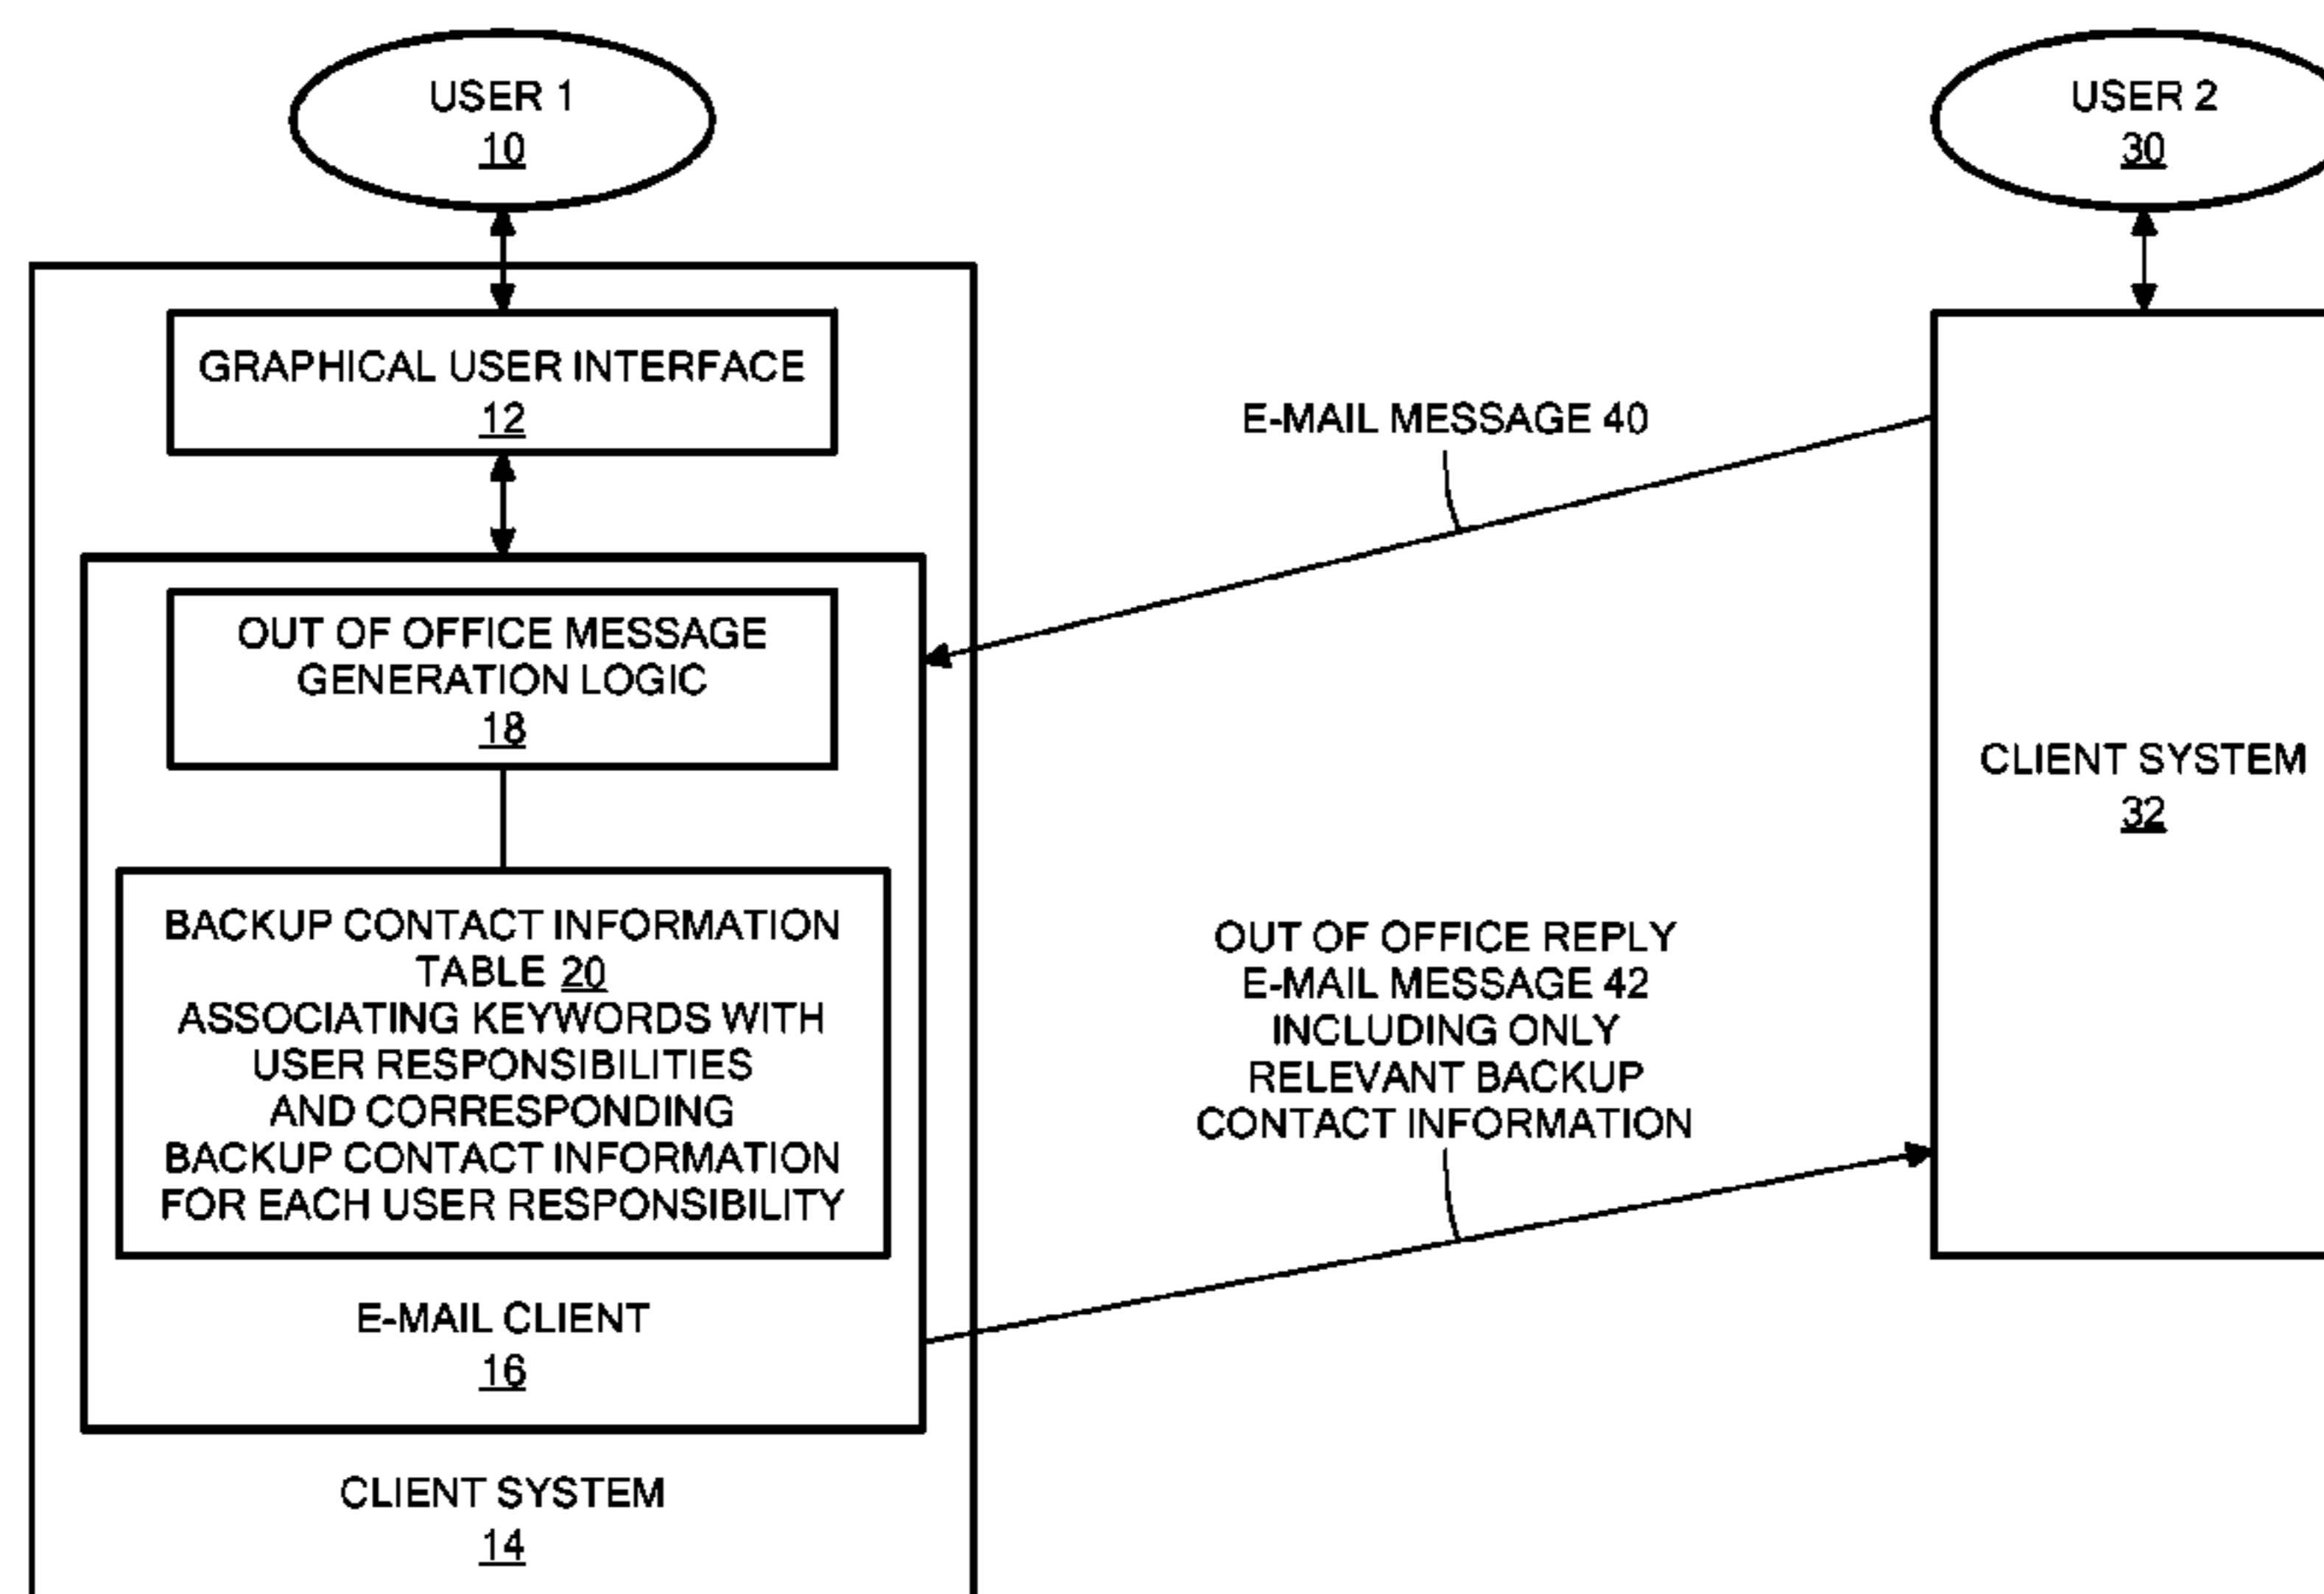 USER 1
10
USER 2
30
GRAPHICAL USER INTERFACE
12
E-MAIL MESSAGE 40
OUT OF OFFICE MESSAGE
GENERATION LOGIC
18
CLIENT SYSTEM
32
BACKUP CONTACT INFORMATION
TABLE 20
ASSOCIATING KEYWORDS WITH
USER RESPONSIBILITIES
AND CORRESPONDING
BACKUP CONTACT INFORMATION
FOR EACH USER RESPONSIBILITY
OUT OF OFFICE REPLY
E-MAIL MESSAGE 42
INCLUDING ONLY
RELEVANT BACKUP
CONTACT INFORMATION
E-MAIL CLIENT
16
CLIENT SYSTEM
14